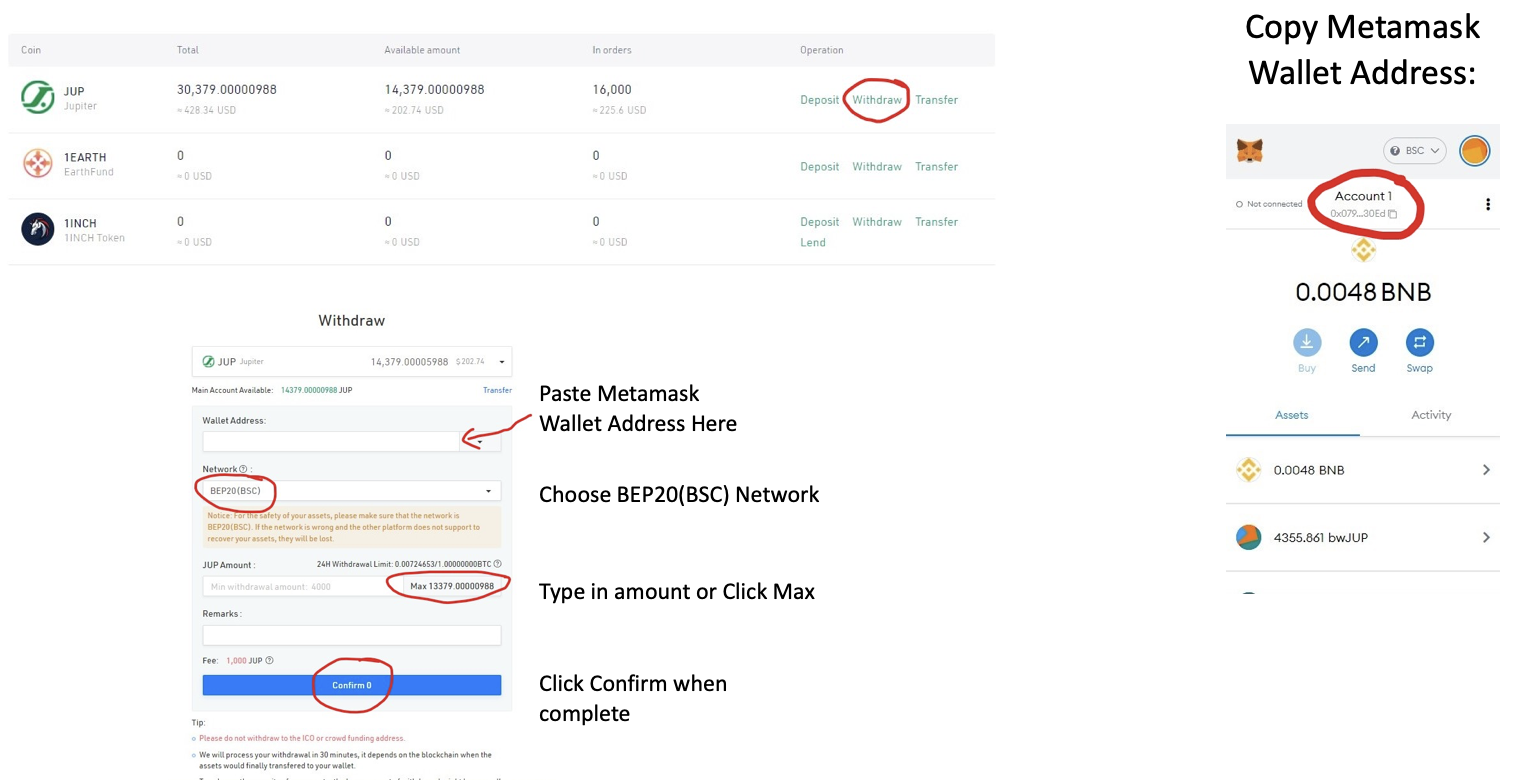 Copy Metamask
Wallet Address:
Coin Total Available amount In orders Operation
JUP 30,379.00000988 14,379.00000988 16,000 Deposit Withdraw Transfer
Jupiter ≈ 428.34 USD ≈ 202.74 USD ≈ 225.6 USD
1EARTH 0 0 0 Deposit Withdraw Transfer
EarthFund ≈ 0 USD ≈ 0 USD ≈ 0 USD
1INCH 0 0 0 Deposit Withdraw Transfer
1INCH Token ≈ 0 USD ≈ 0 USD ≈ 0 USD Lend
BSC
Not connected
Account 1
0x079...30Ed
0.0048 BNB
Buy Send Swap
Assets Activity
0.0048 BNB
4355.861 bwJUP
Withdraw
JUP Jupiter 14,379.00005988 $202.74
Main Account Available: 14379.00000988 JUP Transfer
Wallet Address:
Paste Metamask
Wallet Address Here
Network ? :
BEP20(BSC)
Choose BEP20(BSC) Network
Notice: For the safety of your assets, please make sure that the network is
BEP20(BSC). If the network is wrong and the other platform does not support to
recover your assets, they will be lost.
JUP Amount : 24H Withdrawal Limit: 0.00724653/1.00000000BTC ?
Min withdrawal amount: 4000 Max 13379.00000988
Type in amount or Click Max
Remarks :
Fee: 1,000 JUP ?
Confirm 0
Click Confirm when
complete
Tip:
Please do not withdraw to the ICO or crowd funding address.
We will process your withdrawal in 30 minutes, it depends on the blockchain when the
assets would finally transfered to your wallet.